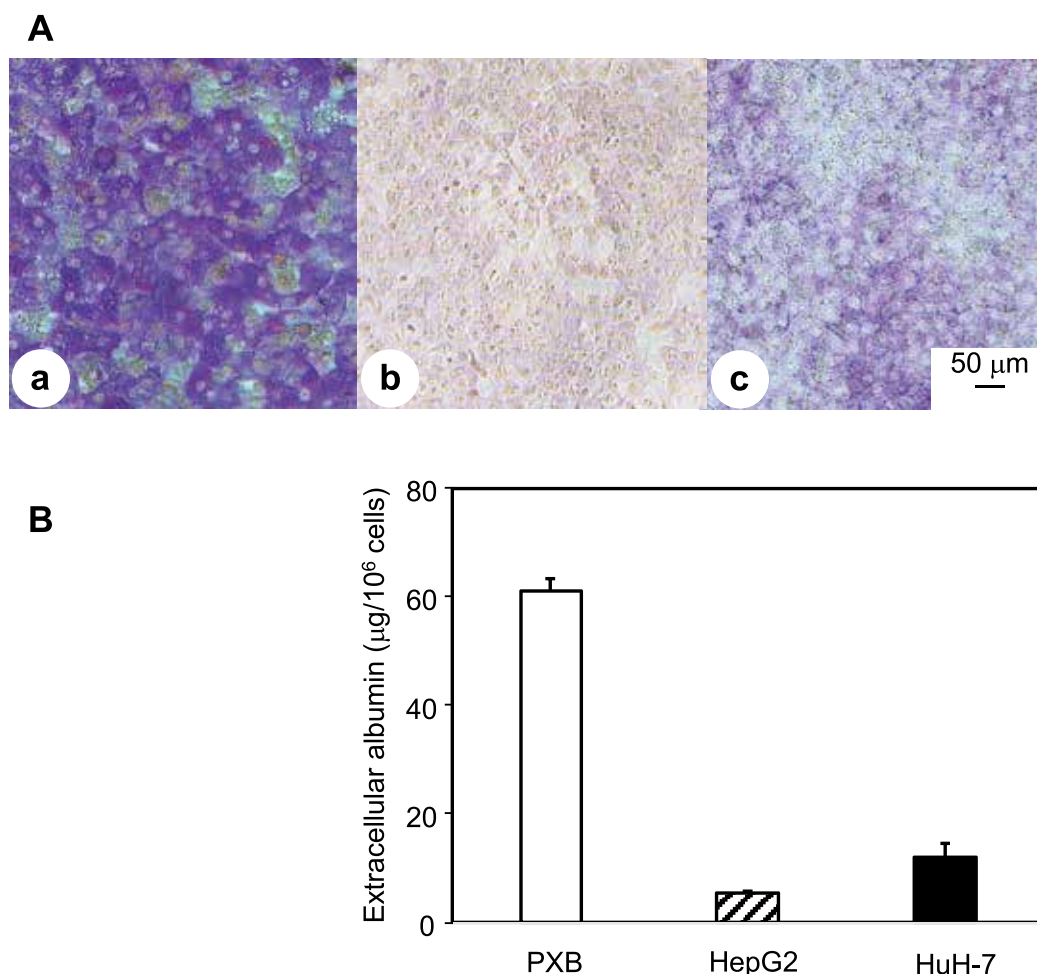 A
a
b
c
50 μm
B
Extracellular albumin (μg/10⁶ cells)
80
60
40
20
0
PXB
HepG2
HuH-7